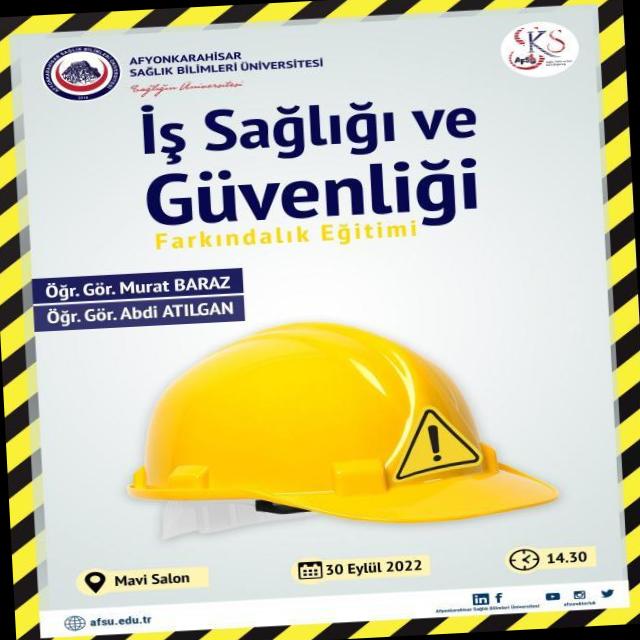 AFYONKARAHİSAR
SAĞLIK BİLİMLERİ ÜNİVERSİTESİ
Sağlığın Üniversitesi
SKS
AFSÜ
İş Sağlığı ve
Güvenliği
Farkındalık Eğitimi
Öğr. Gör. Murat BARAZ
Öğr. Gör. Abdi ATILGAN
Mavi Salon
30 Eylül 2022
14.30
afsu.edu.tr
Afyonkarahisar Sağlık Bilimleri Üniversitesi